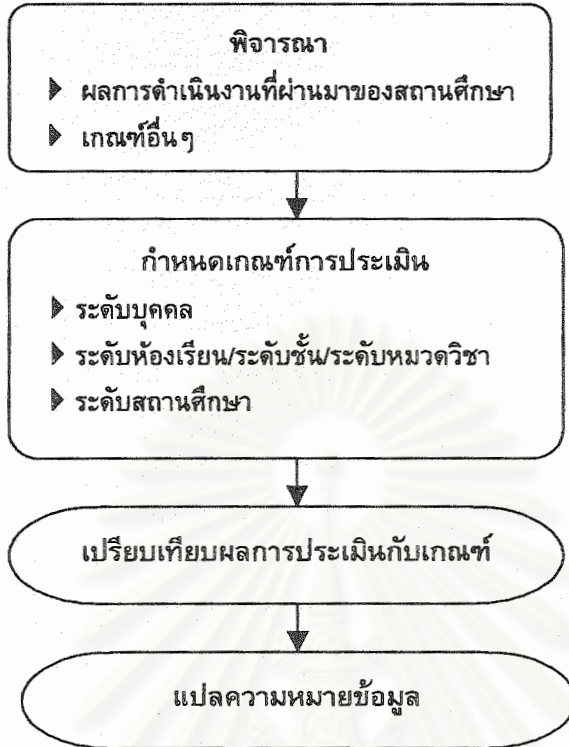 พิจารณา
ผลการดำเนินงานที่ผ่านมาของสถานศึกษา
เกณฑ์อื่นๆ
กำหนดเกณฑ์การประเมิน
ระดับบุคคล
ระดับห้องเรียน/ระดับชั้น/ระดับหมวดวิชา
ระดับสถานศึกษา
เปรียบเทียบผลการประเมินกับเกณฑ์
แปลความหมายข้อมูล